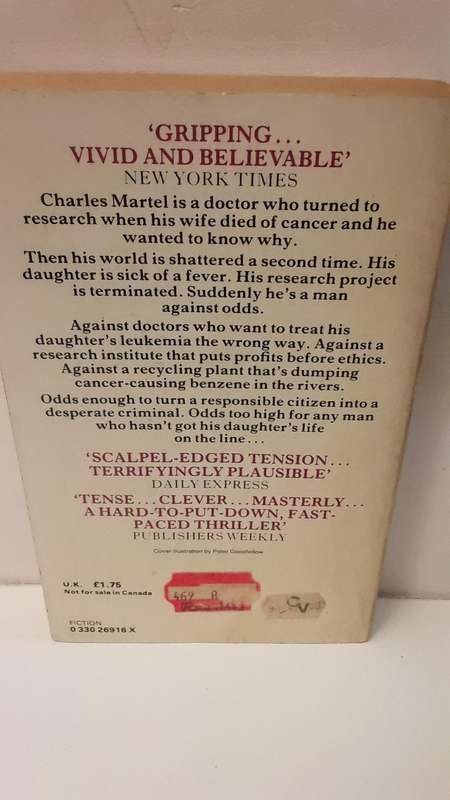 'GRIPPING...
VIVID AND BELIEVABLE'
NEW YORK TIMES
Charles Martel is a doctor who turned to
research when his wife died of cancer and he
wanted to know why.
Then his world is shattered a second time. His
daughter is sick of a fever. His research project
is terminated. Suddenly he's a man
against odds.
Against doctors who want to treat his
daughter's leukemia the wrong way. Against a
research institute that puts profits before ethics.
Against a recycling plant that's dumping
cancer-causing benzene in the rivers.
Odds enough to turn a responsible citizen into a
desperate criminal. Odds too high for any man
who hasn't got his daughter's life
on the line...
'SCALPEL-EDGED TENSION...
TERRIFYINGLY PLAUSIBLE'
DAILY EXPRESS
'TENSE...CLEVER...MASTERLY...
A HARD-TO-PUT-DOWN, FAST-
PACED THRILLER'
PUBLISHERS WEEKLY
Cover illustration by Peter Goodfellow
U.K. £1.75
Not for sale in Canada
469 A
CV
FICTION
0 330 26916 X